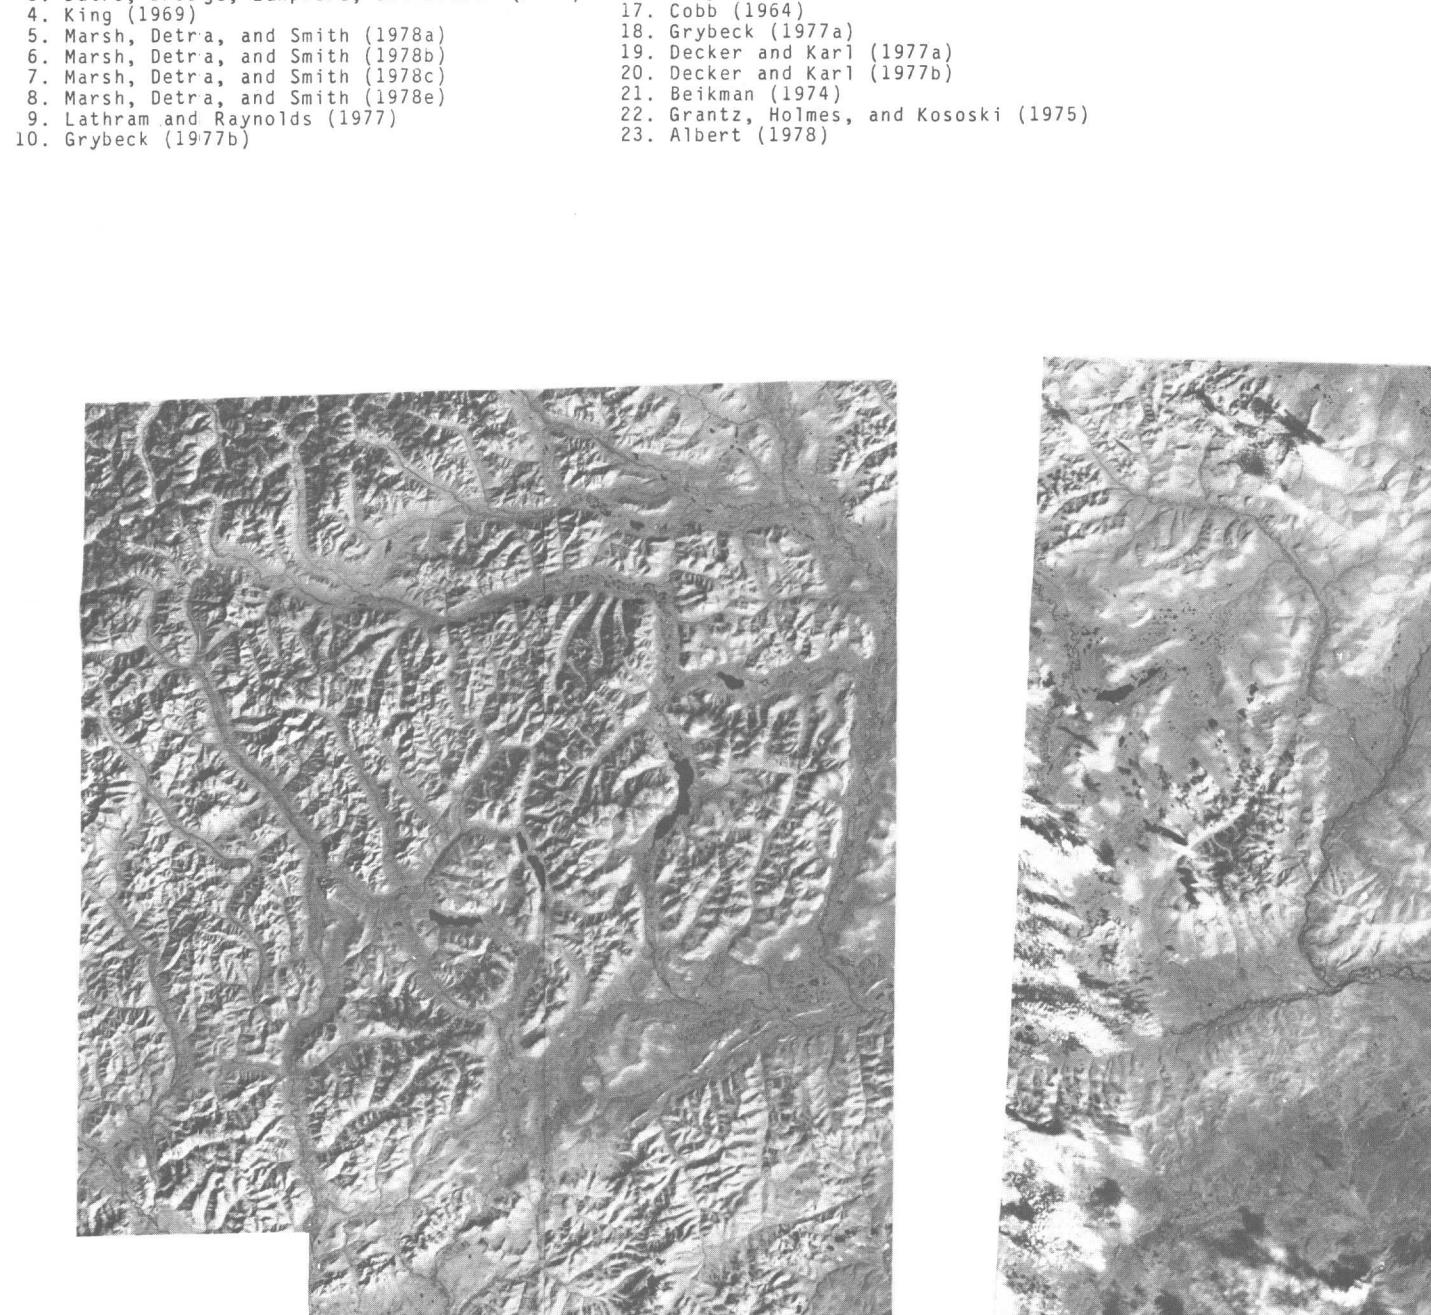 4. King (1969)
5. Marsh, Detra, and Smith (1978a)
6. Marsh, Detra, and Smith (1978b)
7. Marsh, Detra, and Smith (1978c)
8. Marsh, Detra, and Smith (1978e)
9. Lathram and Raynolds (1977)
10. Grybeck (1977b)
17. Cobb (1964)
18. Grybeck (1977a)
19. Decker and Karl (1977a)
20. Decker and Karl (1977b)
21. Beikman (1974)
22. Grantz, Holmes, and Kososki (1975)
23. Albert (1978)